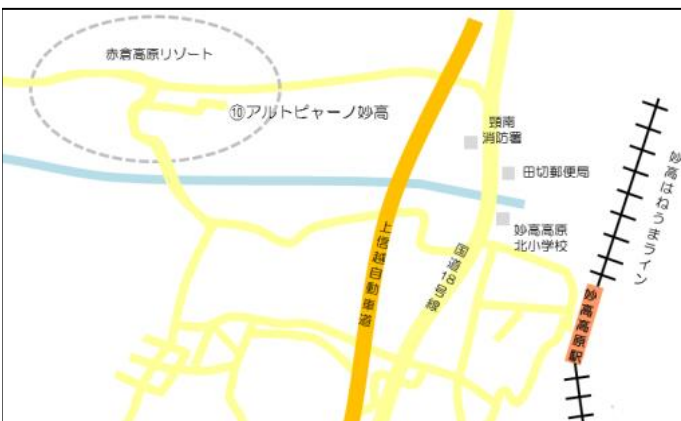 赤倉高原リゾート
⑩アルトピャーノ妙高
頸南
消防署
田切郵便局
妙高高原
北小学校
妙高はねうまライン
上信越自動車道
国道18号線
妙高高原駅